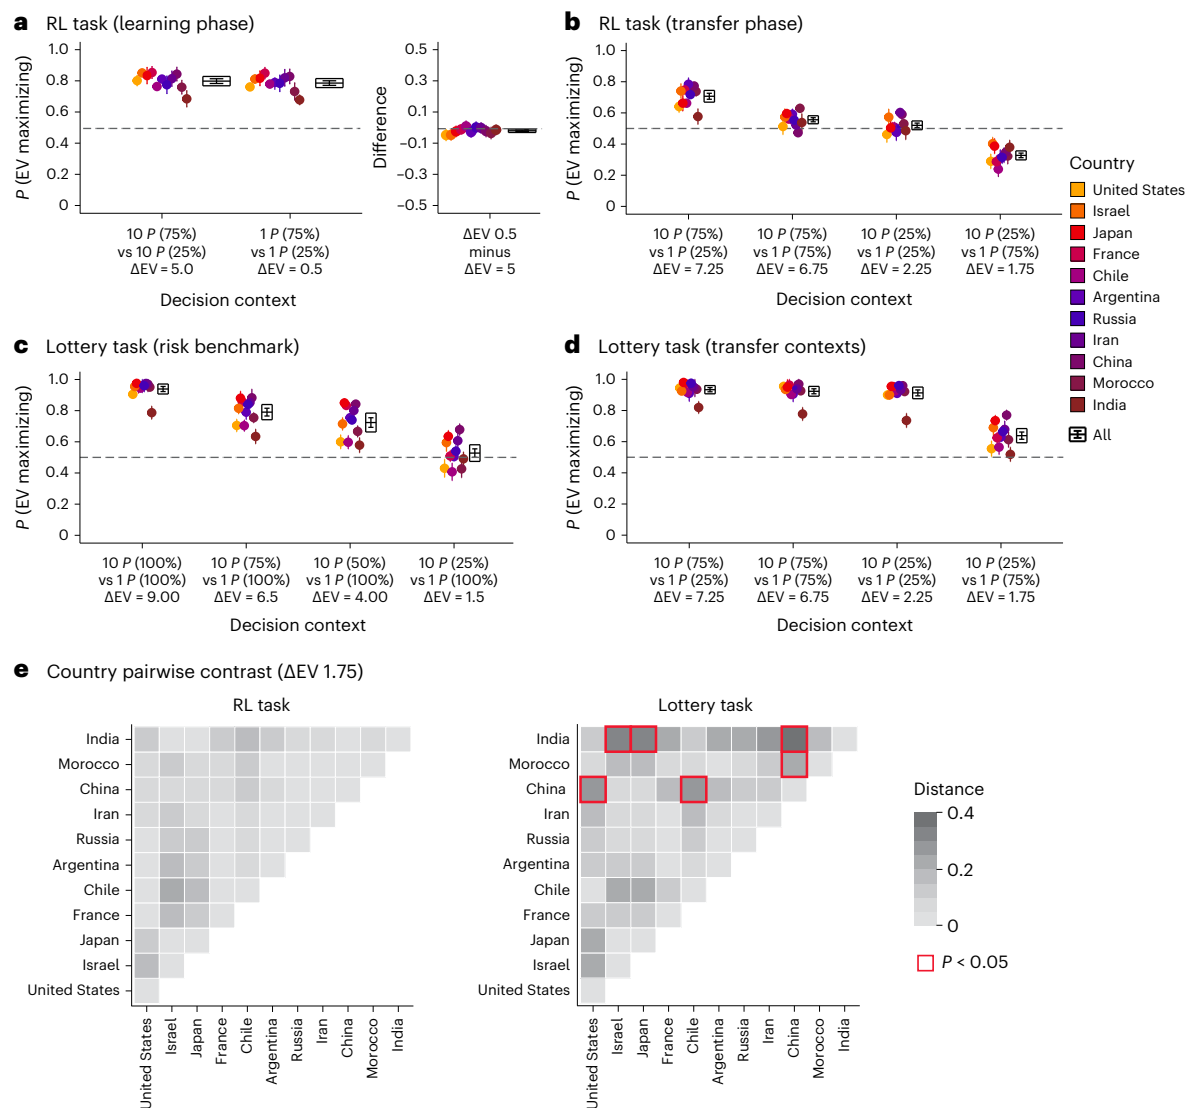 a RL task (learning phase)
P (EV maximizing)
1.0
0.8
0.6
0.4
0.2
0
10 P (75%)
vs 10 P (25%)
ΔEV = 5.0
1 P (75%)
vs 1 P (25%)
ΔEV = 0.5
Decision context
Difference
0.5
0.3
0.1
−0.1
−0.3
−0.5
ΔEV 0.5
minus
ΔEV = 5
b RL task (transfer phase)
P (EV maximizing)
1.0
0.8
0.6
0.4
0.2
0
10 P (75%)
vs 1 P (25%)
ΔEV = 7.25
10 P (75%)
vs 1 P (75%)
ΔEV = 6.75
10 P (25%)
vs 1 P (25%)
ΔEV = 2.25
10 P (25%)
vs 1 P (75%)
ΔEV = 1.75
Decision context
Country
United States
Israel
Japan
France
Chile
Argentina
Russia
Iran
China
Morocco
India
All
c Lottery task (risk benchmark)
P (EV maximizing)
1.0
0.8
0.6
0.4
0.2
0
10 P (100%)
vs 1 P (100%)
ΔEV = 9.00
10 P (75%)
vs 1 P (100%)
ΔEV = 6.5
10 P (50%)
vs 1 P (100%)
ΔEV = 4.00
10 P (25%)
vs 1 P (100%)
ΔEV = 1.5
Decision context
d Lottery task (transfer contexts)
P (EV maximizing)
1.0
0.8
0.6
0.4
0.2
0
10 P (75%)
vs 1 P (25%)
ΔEV = 7.25
10 P (75%)
vs 1 P (75%)
ΔEV = 6.75
10 P (25%)
vs 1 P (25%)
ΔEV = 2.25
10 P (25%)
vs 1 P (75%)
ΔEV = 1.75
Decision context
e Country pairwise contrast (ΔEV 1.75)
RL task
India
Morocco
China
Iran
Russia
Argentina
Chile
France
Japan
Israel
United States
United States
Israel
Japan
France
Chile
Argentina
Russia
Iran
China
Morocco
India
Lottery task
India
Morocco
China
Iran
Russia
Argentina
Chile
France
Japan
Israel
United States
United States
Israel
Japan
France
Chile
Argentina
Russia
Iran
China
Morocco
India
Distance
0.4
0.2
0
P < 0.05